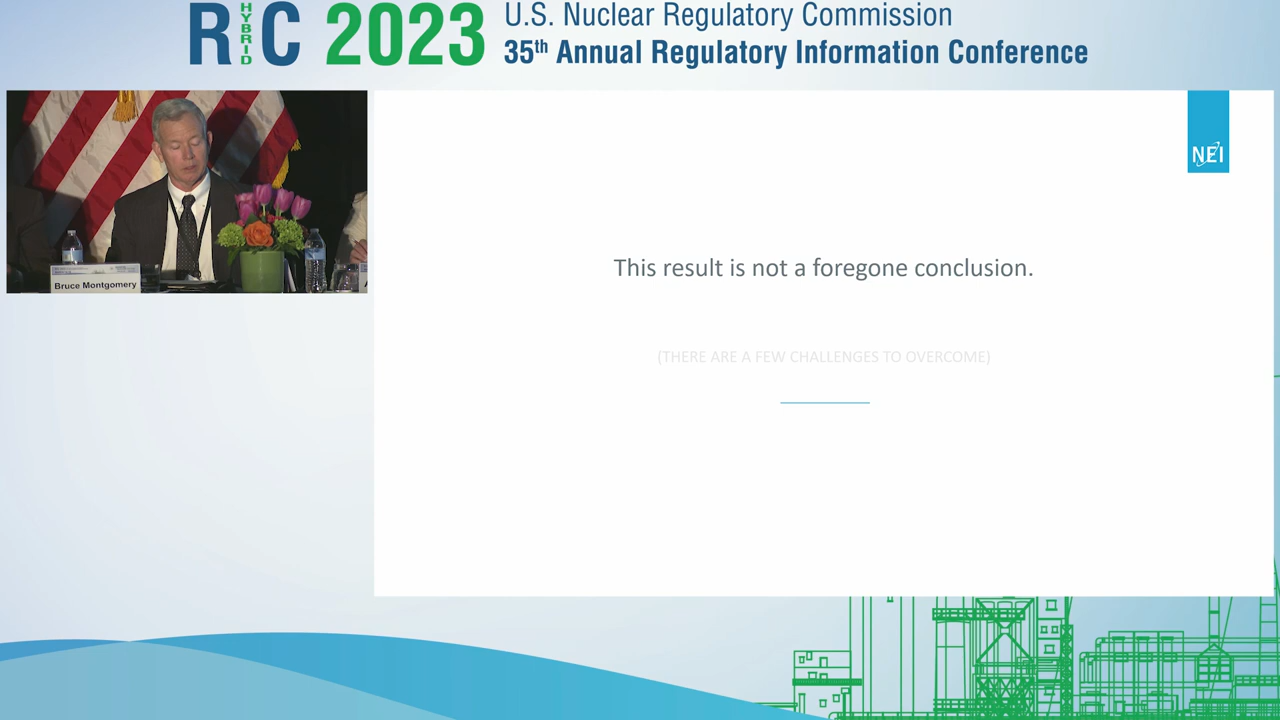 RIC 2023
HYBRID
U.S. Nuclear Regulatory Commission
35th Annual Regulatory Information Conference
NEI
Bruce Montgomery
This result is not a foregone conclusion.
(THERE ARE A FEW CHALLENGES TO OVERCOME)